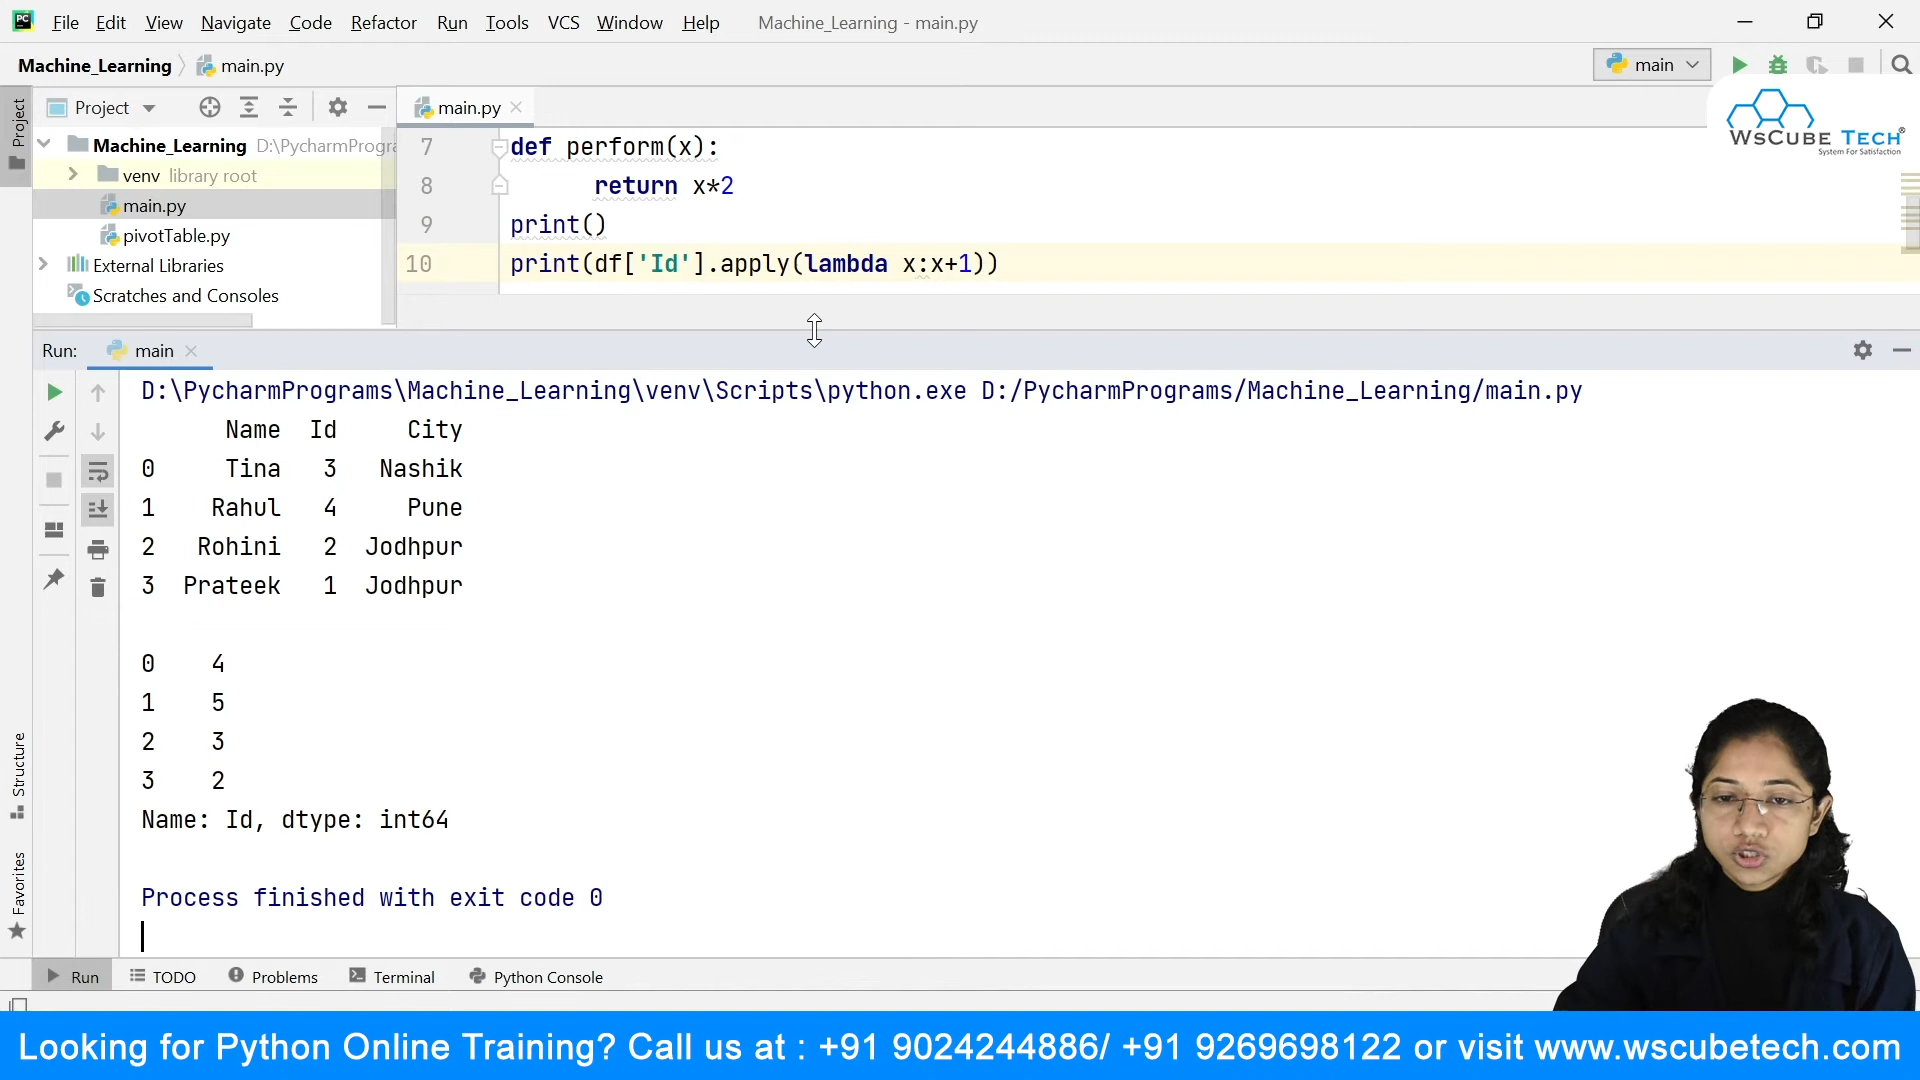 File Edit View Navigate Code Refactor Run Tools VCS Window Help Machine_Learning - main.py
Machine_Learning main.py main
WsCube Tech®
System For Satisfaction
Project
Project
Machine_Learning D:\PycharmProgra
venv library root
main.py
pivotTable.py
External Libraries
Scratches and Consoles
main.py
7 def perform(x):
8 return x*2
9 print()
10 print(df['Id'].apply(lambda x:x+1))
Run: main
D:\PycharmPrograms\Machine_Learning\venv\Scripts\python.exe D:/PycharmPrograms/Machine_Learning/main.py
Name Id City
0 Tina 3 Nashik
1 Rahul 4 Pune
2 Rohini 2 Jodhpur
3 Prateek 1 Jodhpur
0 4
1 5
2 3
3 2
Name: Id, dtype: int64
Process finished with exit code 0
Structure
Favorites
Run TODO Problems Terminal Python Console
Looking for Python Online Training? Call us at : +91 9024244886/ +91 9269698122 or visit www.wscubetech.com